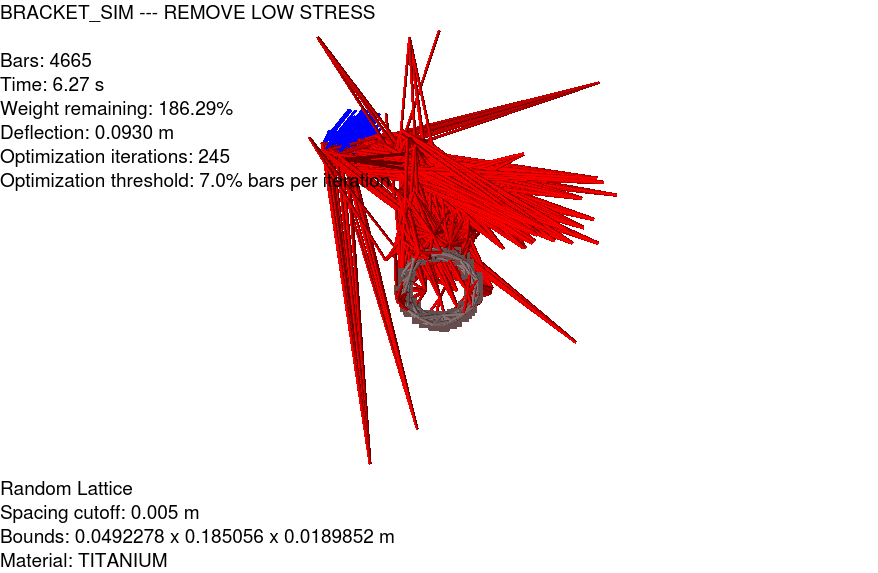 BRACKET_SIM --- REMOVE LOW STRESS
Bars: 4665
Time: 6.27 s
Weight remaining: 186.29%
Deflection: 0.0930 m
Optimization iterations: 245
Optimization threshold: 7.0% bars per iteration
Random Lattice
Spacing cutoff: 0.005 m
Bounds: 0.0492278 x 0.185056 x 0.0189852 m
Material: TITANIUM